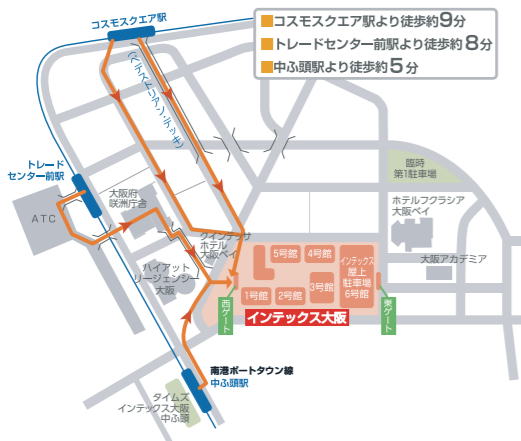 コスモスクエア駅
■コスモスクエア駅より徒歩約9分
■トレードセンター前駅より徒歩約8分
■中ふ頭駅より徒歩約5分
(ペデストリアン・デッキ)
トレード
センター前駅
臨時
第1駐車場
大阪府
咲洲庁舎
ATC
ホテルフクラシア
大阪ベイ
クインテッサ
ホテル
大阪ベイ
大阪アカデミア
ハイアット
リージェンシー
大阪
5号館
4号館
インテックス
屋上
駐車場
6号館
3号館
1号館
2号館
西ゲート
インテックス大阪
東ゲート
南港ポートタウン線
中ふ頭駅
タイムズ
インテックス大阪
中ふ頭